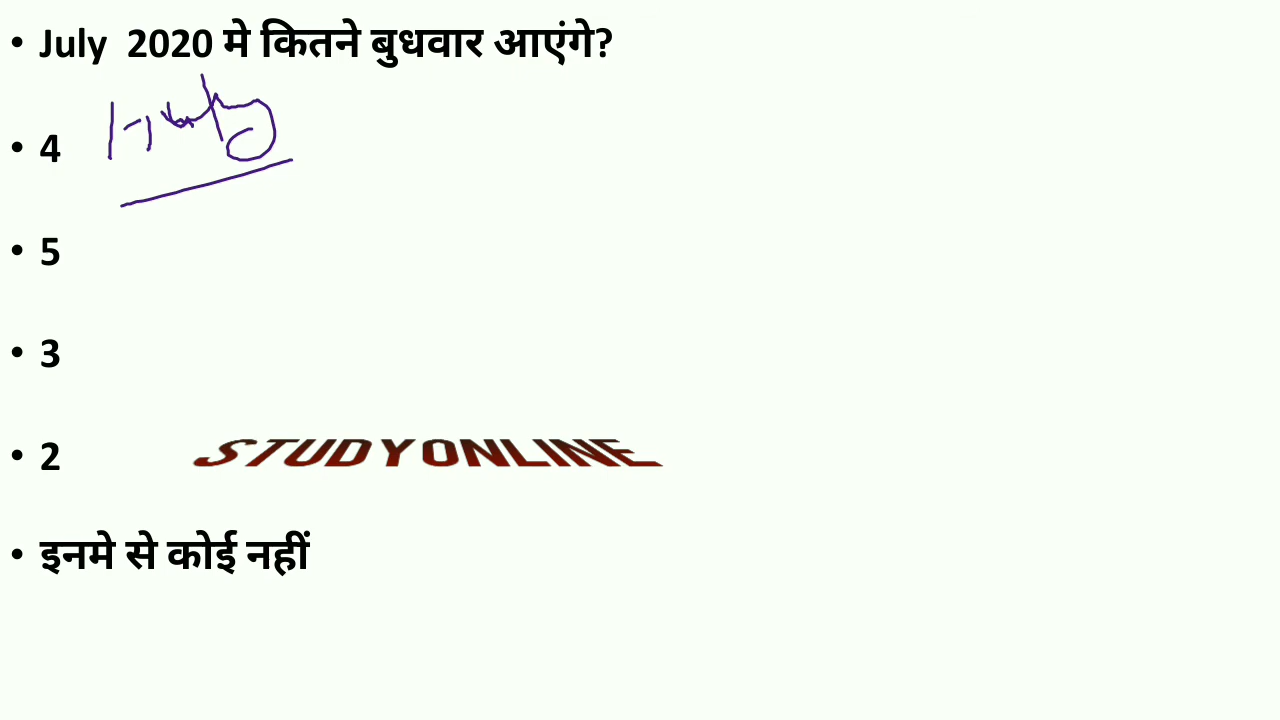 • July 2020 मे कितने बुधवार आएंगे?
• 4
• 5
• 3
• 2
STUDYONLINE
• इनमे से कोई नहीं